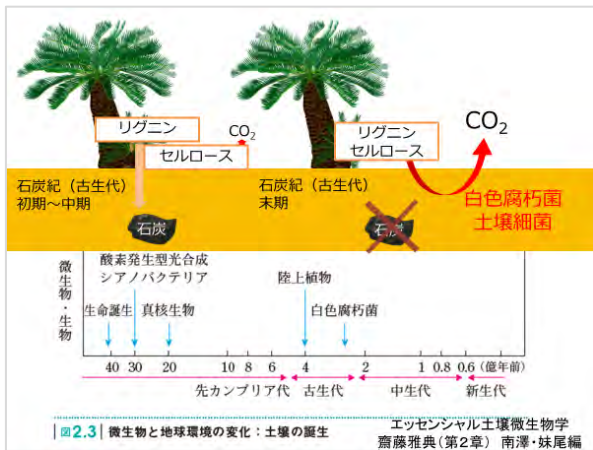 リグニン
セルロース
CO2
石炭紀（古生代）
初期～中期
石炭
リグニン
セルロース
CO2
石炭紀（古生代）
末期
石炭
白色腐朽菌
土壌細菌
微生物・生物
酸素発生型光合成
シアノバクテリア
生命誕生
真核生物
陸上植物
白色腐朽菌
40 30 20 10 8 6 4 2 1 0.8 0.6 (億年前)
先カンブリア代 古生代 中生代 新生代
図2.3 微生物と地球環境の変化：土壌の誕生
エッセンシャル土壌微生物学
齋藤雅典（第2章） 南澤・妹尾編